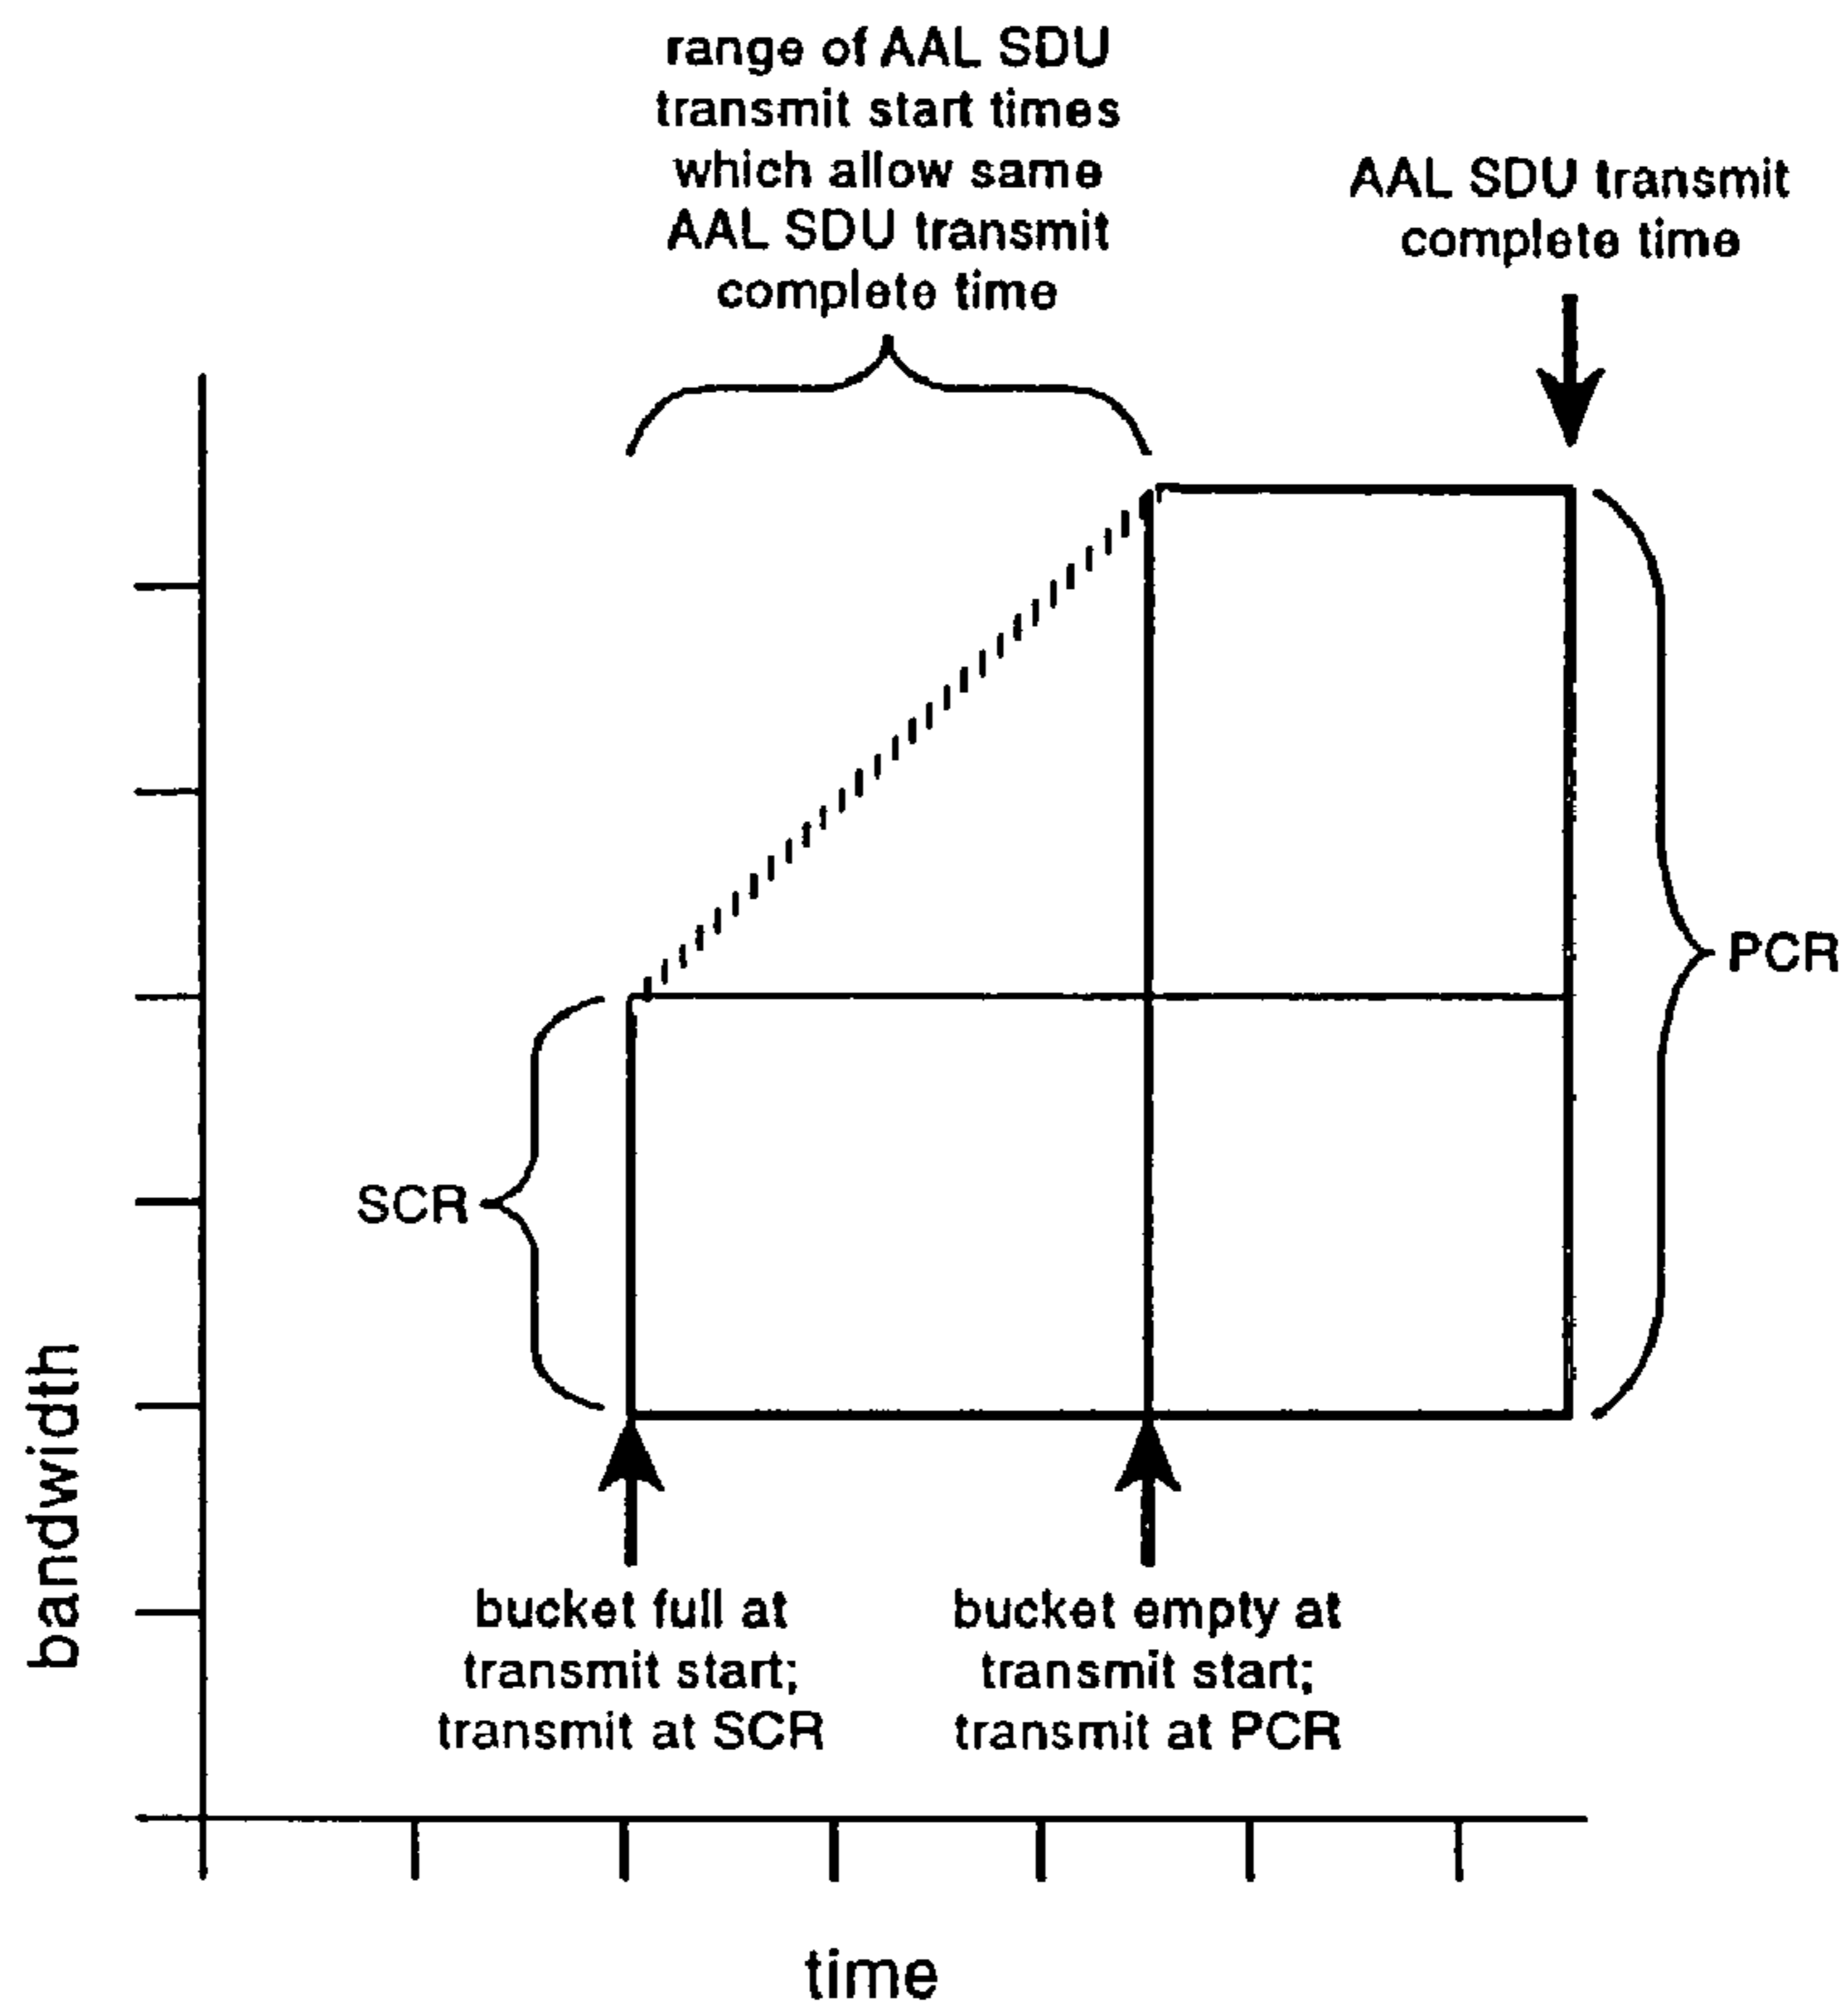 range of AAL SDU
transmit start times
which allow same
AAL SDU transmit
complete time
AAL SDU transmit
complete time
PCR
SCR
bandwidth
bucket full at
transmit start;
transmit at SCR
bucket empty at
transmit start;
transmit at PCR
time